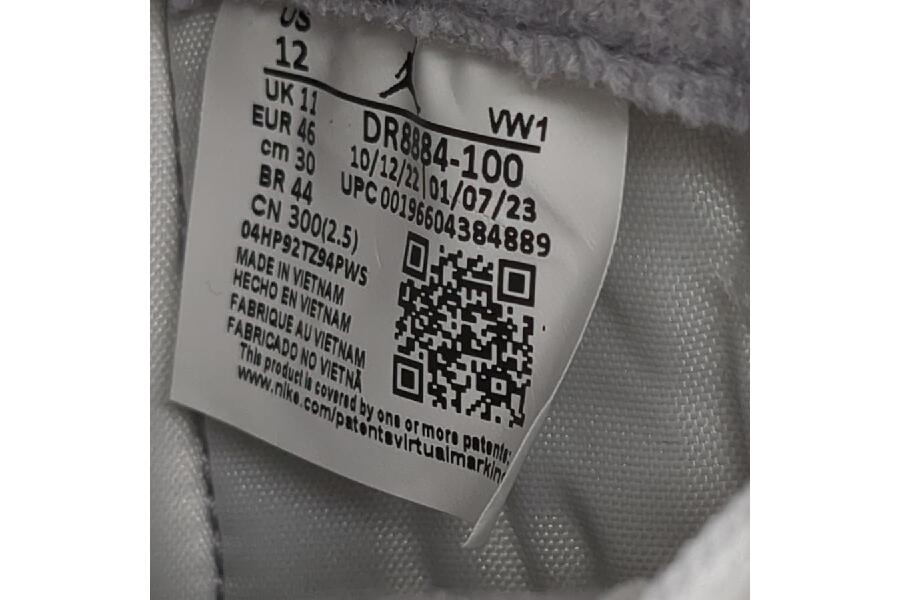 US
12
UK 11
EUR 46
cm 30
BR 44
CN 300(2.5)
04HP92TZ94PWS
VW1
DR8884-100
10/12/22 01/07/23
UPC 00196604384889
MADE IN VIETNAM
HECHO EN VIETNAM
FABRIQUE AU VIETNAM
FABRICADO NO VIETNÃ
This product is covered by one or more patents:
www.nike.com/patentsvirtualmarkin